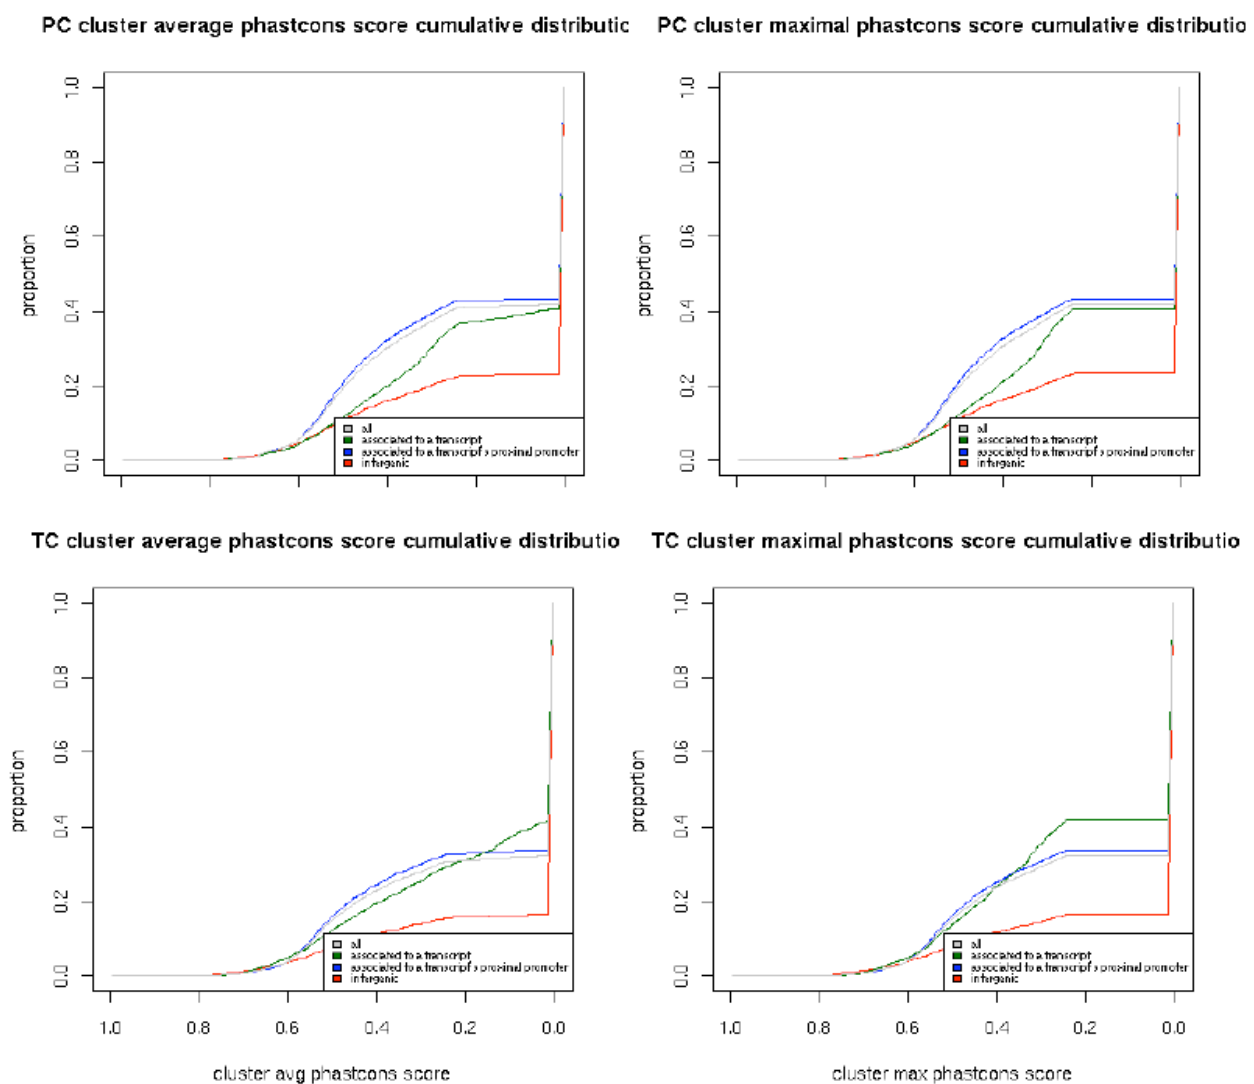 PC cluster average phastcons score cumulative distributio
PC cluster maximal phastcons score cumulative distributio
proportion
0.0 0.2 0.4 0.6 0.8 1.0
all
associated to a transcript
associated to a transcript's proximal promoter
intergenic
proportion
0.0 0.2 0.4 0.6 0.8 1.0
all
associated to a transcript
associated to a transcript's proximal promoter
intergenic
TC cluster average phastcons score cumulative distributio
TC cluster maximal phastcons score cumulative distributio
proportion
0.0 0.2 0.4 0.6 0.8 1.0
all
associated to a transcript
associated to a transcript's proximal promoter
intergenic
1.0 0.8 0.6 0.4 0.2 0.0
cluster avg phastcons score
proportion
0.0 0.2 0.4 0.6 0.8 1.0
all
associated to a transcript
associated to a transcript's proximal promoter
intergenic
1.0 0.8 0.6 0.4 0.2 0.0
cluster max phastcons score